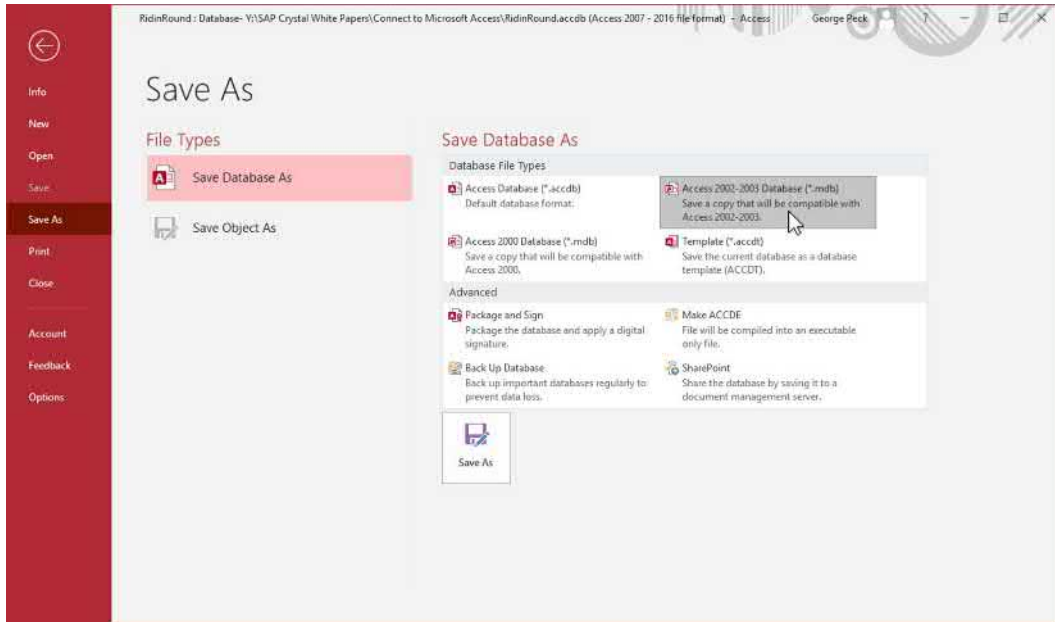 RidinRound : Database- Y:\SAP Crystal White Papers\Connect to Microsoft Access\RidinRound.accdb (Access 2007 - 2016 file format) - Access
George Peck
?
Info
New
Open
Save
Save As
Print
Close
Account
Feedback
Options
Save As
File Types
Save Database As
Save Object As
Save Database As
Database File Types
Access Database (*.accdb)
Default database format.
Access 2002-2003 Database (*.mdb)
Save a copy that will be compatible with
Access 2002-2003.
Access 2000 Database (*.mdb)
Save a copy that will be compatible with
Access 2000.
Template (*.accdt)
Save the current database as a database
template (ACCDT).
Advanced
Package and Sign
Package the database and apply a digital
signature.
Make ACCDE
File will be compiled into an executable
only file.
Back Up Database
Back up important databases regularly to
prevent data loss.
SharePoint
Share the database by saving it to a
document management server.
Save As